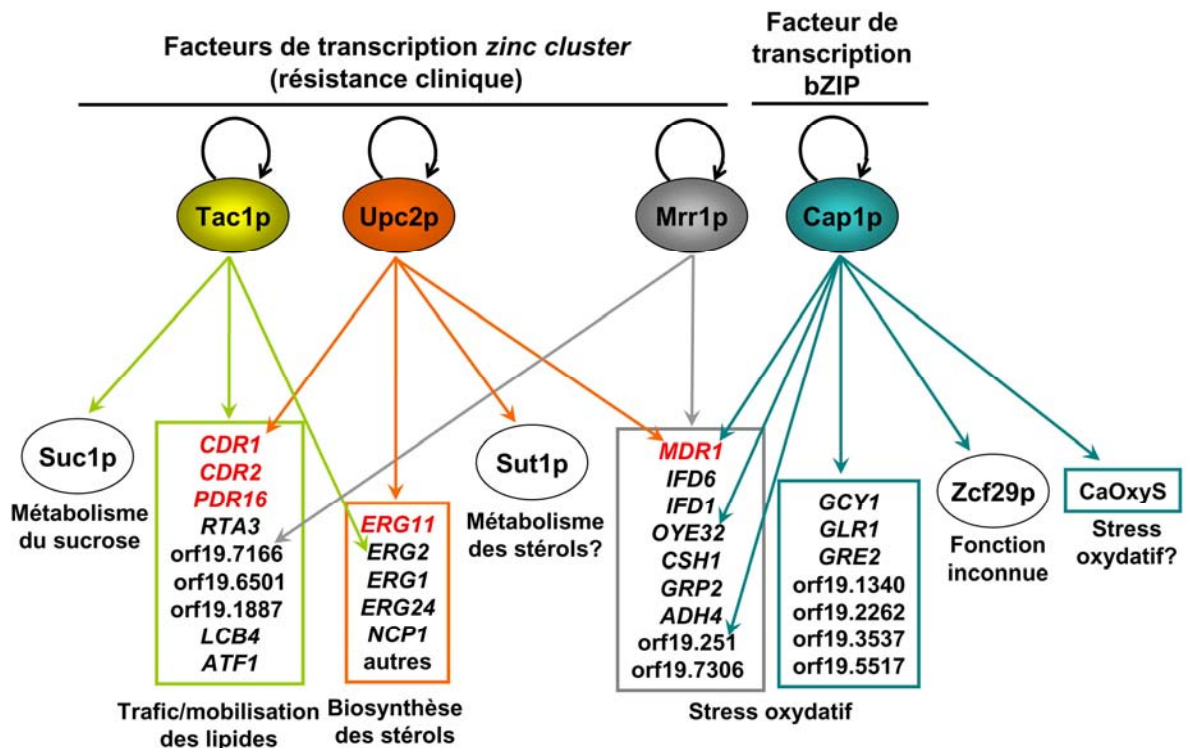 Facteurs de transcription zinc cluster
(résistance clinique)
Facteur de
transcription
bZIP
Tac1p
Upc2p
Mrr1p
Cap1p
Suc1p
Métabolisme
du sucrose
CDR1
CDR2
PDR16
RTA3
orf19.7166
orf19.6501
orf19.1887
LCB4
ATF1
Trafic/mobilisation
des lipides
ERG11
ERG2
ERG1
ERG24
NCP1
autres
Biosynthèse
des stérols
Sut1p
Métabolisme
des stérols?
MDR1
IFD6
IFD1
OYE32
CSH1
GRP2
ADH4
orf19.251
orf19.7306
Stress oxydatif
GCY1
GLR1
GRE2
orf19.1340
orf19.2262
orf19.3537
orf19.5517
Zcf29p
Fonction
inconnue
CaOxyS
Stress
oxydatif?